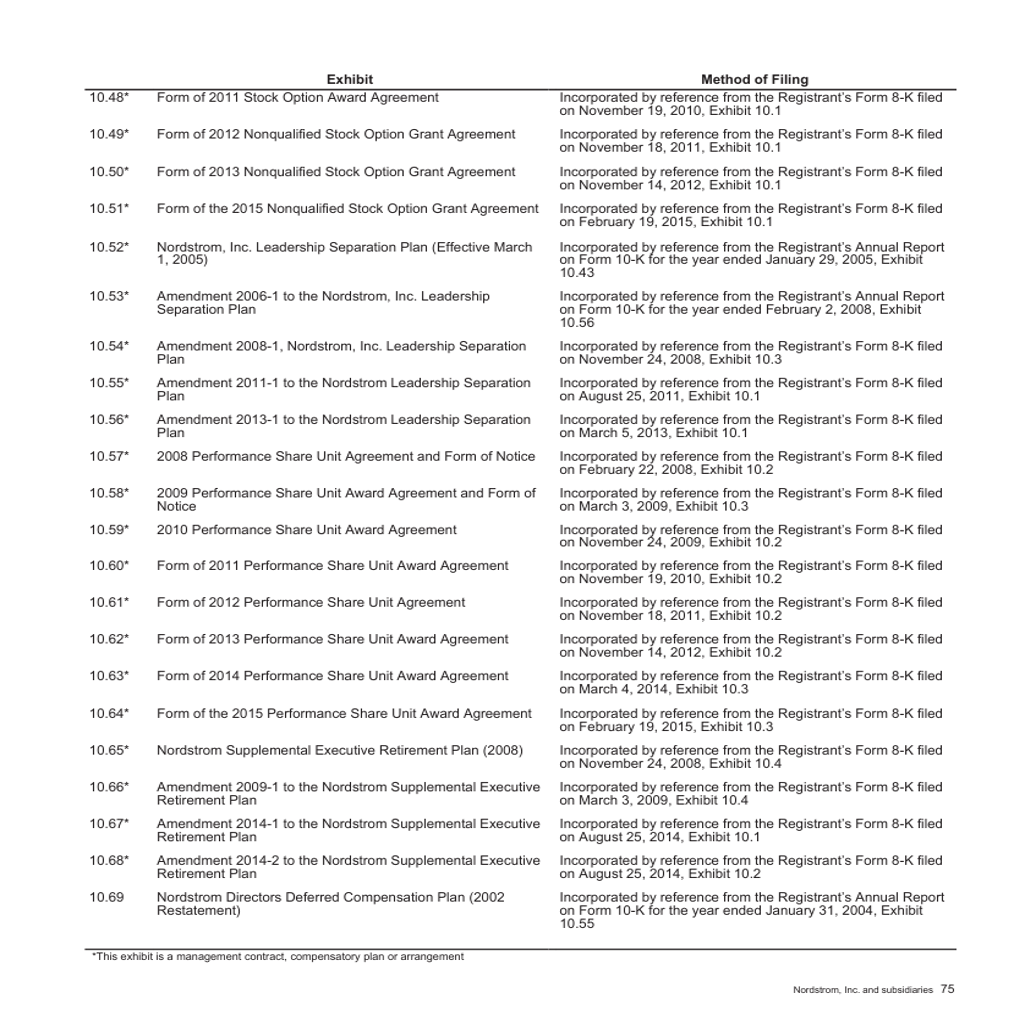 Exhibit Method of Filing
10.48* Form of 2011 Stock Option Award Agreement Incorporated by reference from the Registrant's Form 8-K filed
on November 19, 2010, Exhibit 10.1
10.49* Form of 2012 Nonqualified Stock Option Grant Agreement Incorporated by reference from the Registrant's Form 8-K filed
on November 18, 2011, Exhibit 10.1
10.50* Form of 2013 Nonqualified Stock Option Grant Agreement Incorporated by reference from the Registrant's Form 8-K filed
on November 14, 2012, Exhibit 10.1
10.51* Form of the 2015 Nonqualified Stock Option Grant Agreement Incorporated by reference from the Registrant's Form 8-K filed
on February 19, 2015, Exhibit 10.1
10.52* Nordstrom, Inc. Leadership Separation Plan (Effective March Incorporated by reference from the Registrant's Annual Report
1, 2005) on Form 10-K for the year ended January 29, 2005, Exhibit
10.43
10.53* Amendment 2006-1 to the Nordstrom, Inc. Leadership Incorporated by reference from the Registrant's Annual Report
Separation Plan on Form 10-K for the year ended February 2, 2008, Exhibit
10.56
10.54* Amendment 2008-1, Nordstrom, Inc. Leadership Separation Incorporated by reference from the Registrant's Form 8-K filed
Plan on November 24, 2008, Exhibit 10.3
10.55* Amendment 2011-1 to the Nordstrom Leadership Separation Incorporated by reference from the Registrant's Form 8-K filed
Plan on August 25, 2011, Exhibit 10.1
10.56* Amendment 2013-1 to the Nordstrom Leadership Separation Incorporated by reference from the Registrant's Form 8-K filed
Plan on March 5, 2013, Exhibit 10.1
10.57* 2008 Performance Share Unit Agreement and Form of Notice Incorporated by reference from the Registrant's Form 8-K filed
on February 22, 2008, Exhibit 10.2
10.58* 2009 Performance Share Unit Award Agreement and Form of Incorporated by reference from the Registrant's Form 8-K filed
Notice on March 3, 2009, Exhibit 10.3
10.59* 2010 Performance Share Unit Award Agreement Incorporated by reference from the Registrant's Form 8-K filed
on November 24, 2009, Exhibit 10.2
10.60* Form of 2011 Performance Share Unit Award Agreement Incorporated by reference from the Registrant's Form 8-K filed
on November 19, 2010, Exhibit 10.2
10.61* Form of 2012 Performance Share Unit Agreement Incorporated by reference from the Registrant's Form 8-K filed
on November 18, 2011, Exhibit 10.2
10.62* Form of 2013 Performance Share Unit Award Agreement Incorporated by reference from the Registrant's Form 8-K filed
on November 14, 2012, Exhibit 10.2
10.63* Form of 2014 Performance Share Unit Award Agreement Incorporated by reference from the Registrant's Form 8-K filed
on March 4, 2014, Exhibit 10.3
10.64* Form of the 2015 Performance Share Unit Award Agreement Incorporated by reference from the Registrant's Form 8-K filed
on February 19, 2015, Exhibit 10.3
10.65* Nordstrom Supplemental Executive Retirement Plan (2008) Incorporated by reference from the Registrant's Form 8-K filed
on November 24, 2008, Exhibit 10.4
10.66* Amendment 2009-1 to the Nordstrom Supplemental Executive Incorporated by reference from the Registrant's Form 8-K filed
Retirement Plan on March 3, 2009, Exhibit 10.4
10.67* Amendment 2014-1 to the Nordstrom Supplemental Executive Incorporated by reference from the Registrant's Form 8-K filed
Retirement Plan on August 25, 2014, Exhibit 10.1
10.68* Amendment 2014-2 to the Nordstrom Supplemental Executive Incorporated by reference from the Registrant's Form 8-K filed
Retirement Plan on August 25, 2014, Exhibit 10.2
10.69 Nordstrom Directors Deferred Compensation Plan (2002 Incorporated by reference from the Registrant's Annual Report
Restatement) on Form 10-K for the year ended January 31, 2004, Exhibit
10.55
*This exhibit is a management contract, compensatory plan or arrangement
Nordstrom, Inc. and subsidiaries 75